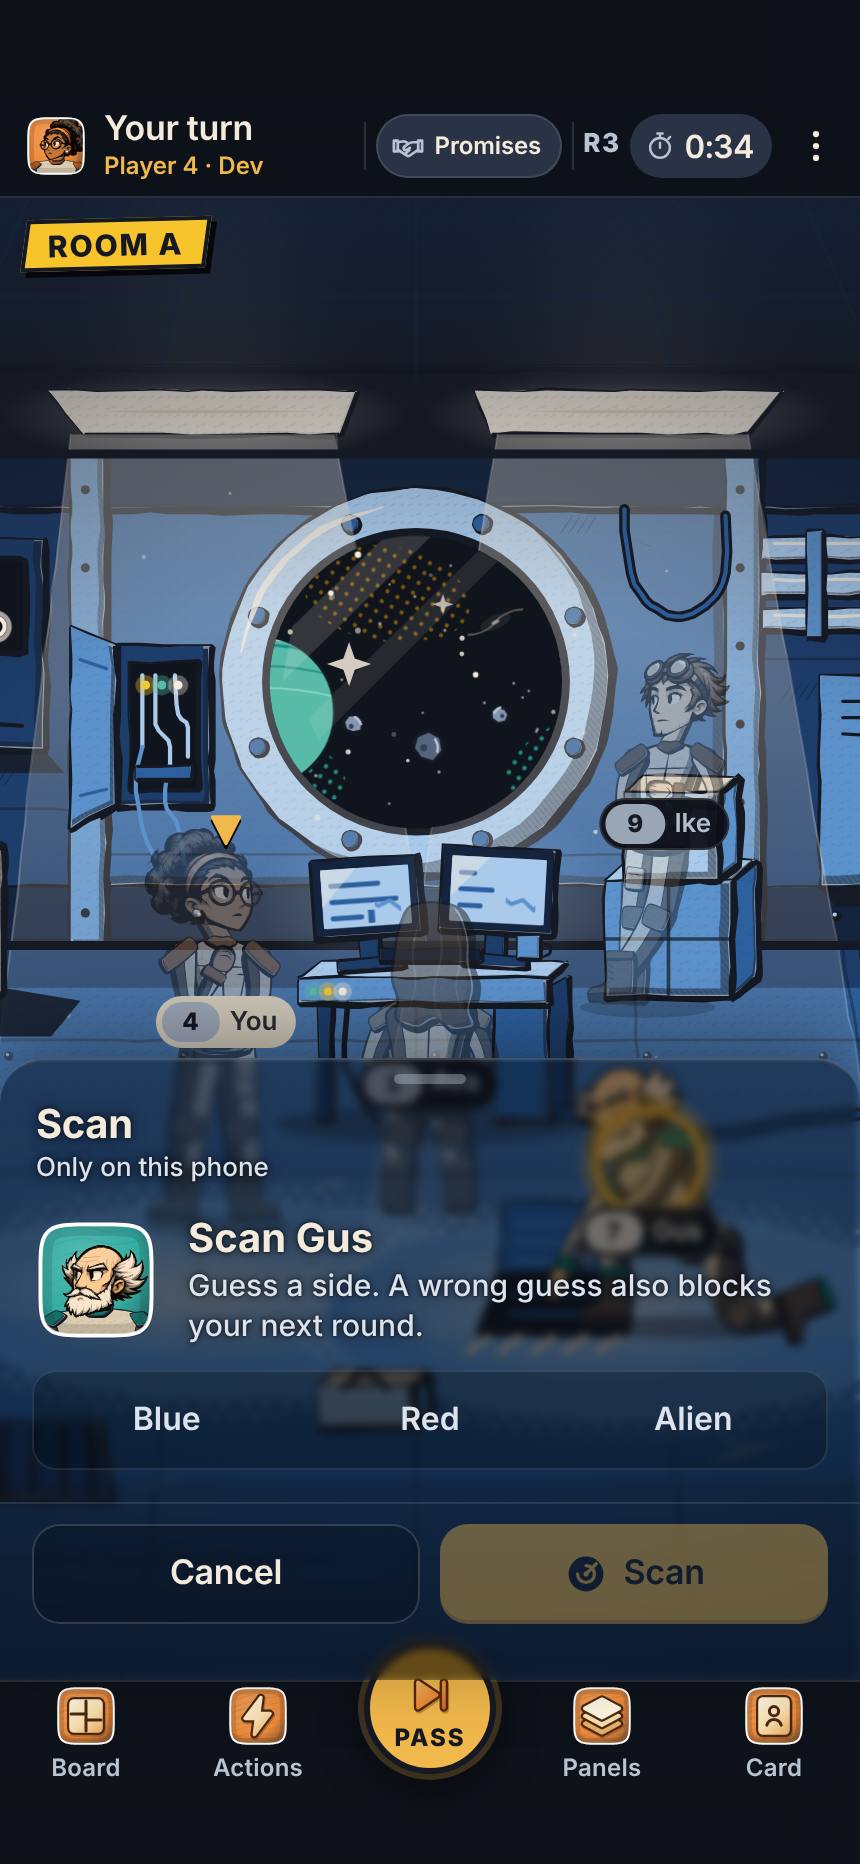 Your turn
Player 4 · Dev
Promises
R3
0:34
ROOM A
9 Ike
4 You
Scan
Only on this phone
7 Gus
Scan Gus
Guess a side. A wrong guess also blocks
your next round.
Blue
Red
Alien
Cancel
Scan
PASS
Board
Actions
Panels
Card